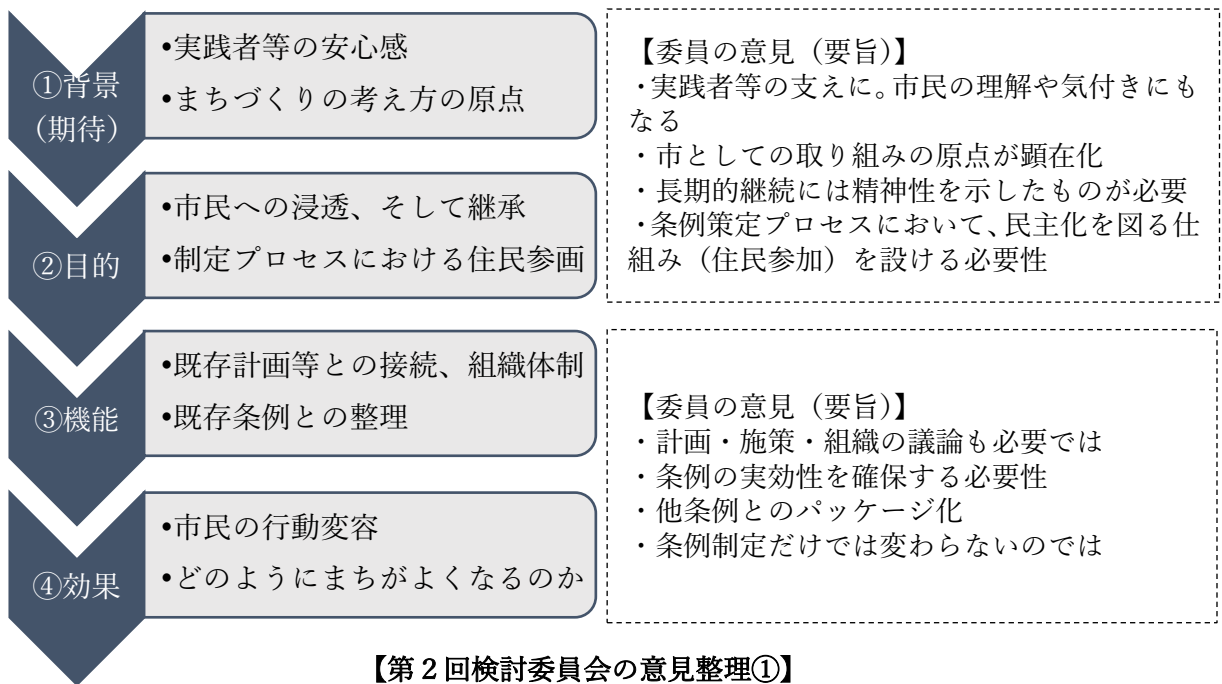 ①背景
(期待)
•実践者等の安心感
•まちづくりの考え方の原点
②目的
•市民への浸透、そして継承
•制定プロセスにおける住民参画
【委員の意見(要旨)】
・実践者等の支えに。市民の理解や気付きにも
なる
・市としての取り組みの原点が顕在化
・長期的継続には精神性を示したものが必要
・条例策定プロセスにおいて、民主化を図る仕
組み(住民参加)を設ける必要性
③機能
•既存計画等との接続、組織体制
•既存条例との整理
④効果
•市民の行動変容
•どのようにまちがよくなるのか
【委員の意見(要旨)】
・計画・施策・組織の議論も必要では
・条例の実効性を確保する必要性
・他条例とのパッケージ化
・条例制定だけでは変わらないのでは
【第2回検討委員会の意見整理①】